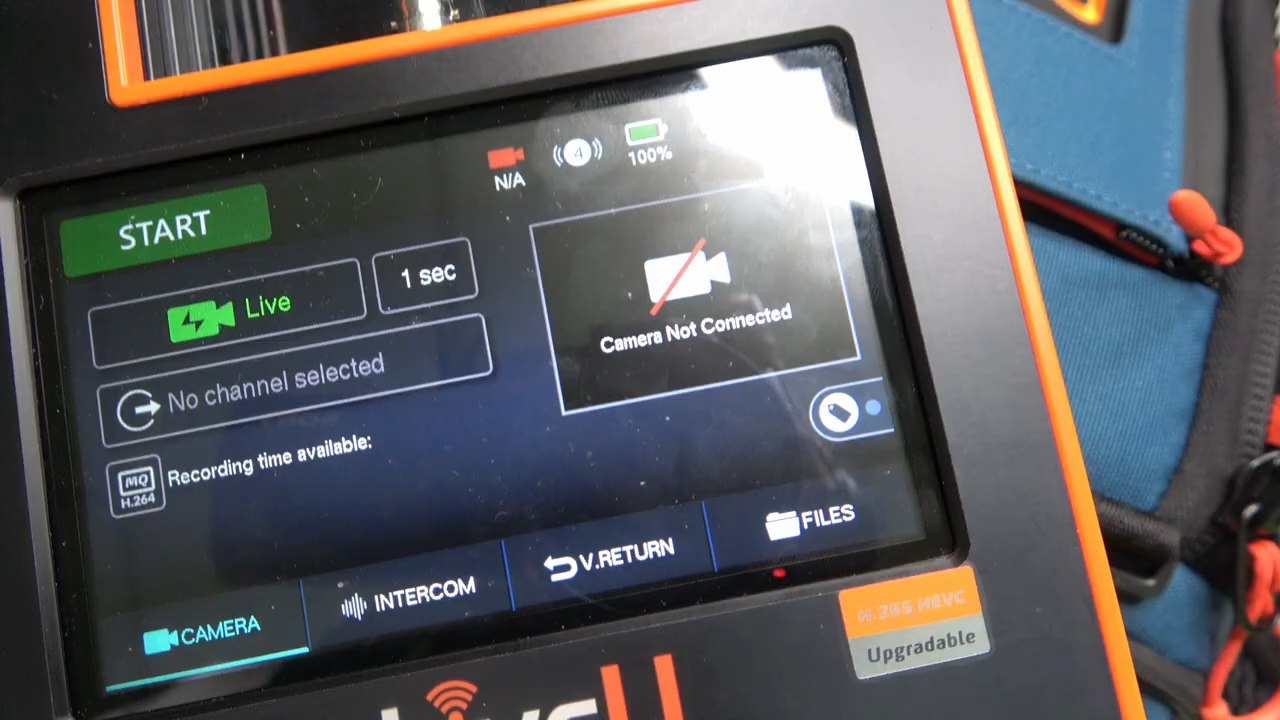 N/A
4
100%
START
Live
1 sec
No channel selected
Camera Not Connected
MQ
H.264
Recording time available:
CAMERA
INTERCOM
V.RETURN
FILES
H.265 HEVC
Upgradable